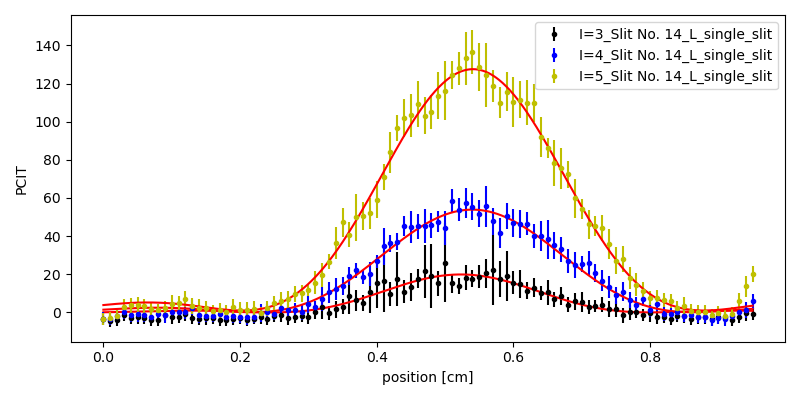 I=3_Slit No. 14_L_single_slit
I=4_Slit No. 14_L_single_slit
I=5_Slit No. 14_L_single_slit
140
120
100
80
60
40
20
0
PCIT
0.0 0.2 0.4 0.6 0.8
position [cm]